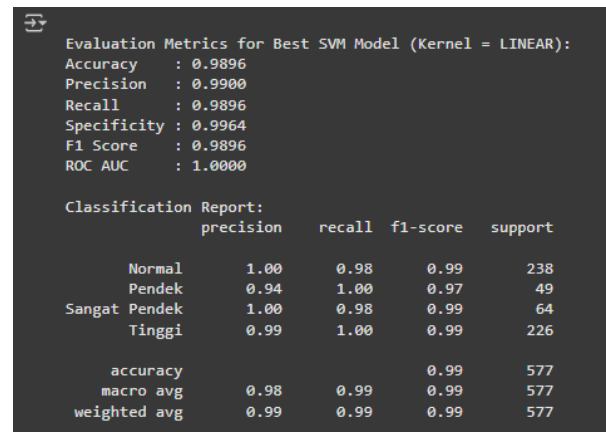 Evaluation Metrics for Best SVM Model (Kernel = LINEAR):
Accuracy    : 0.9896
Precision   : 0.9900
Recall      : 0.9896
Specificity : 0.9964
F1 Score    : 0.9896
ROC AUC     : 1.0000
Classification Report:
precision    recall  f1-score   support
Normal       1.00      0.98      0.99       238
Pendek       0.94      1.00      0.97        49
Sangat Pendek       1.00      0.98      0.99        64
Tinggi       0.99      1.00      0.99       226
accuracy                           0.99       577
macro avg       0.98      0.99      0.99       577
weighted avg       0.99      0.99      0.99       577